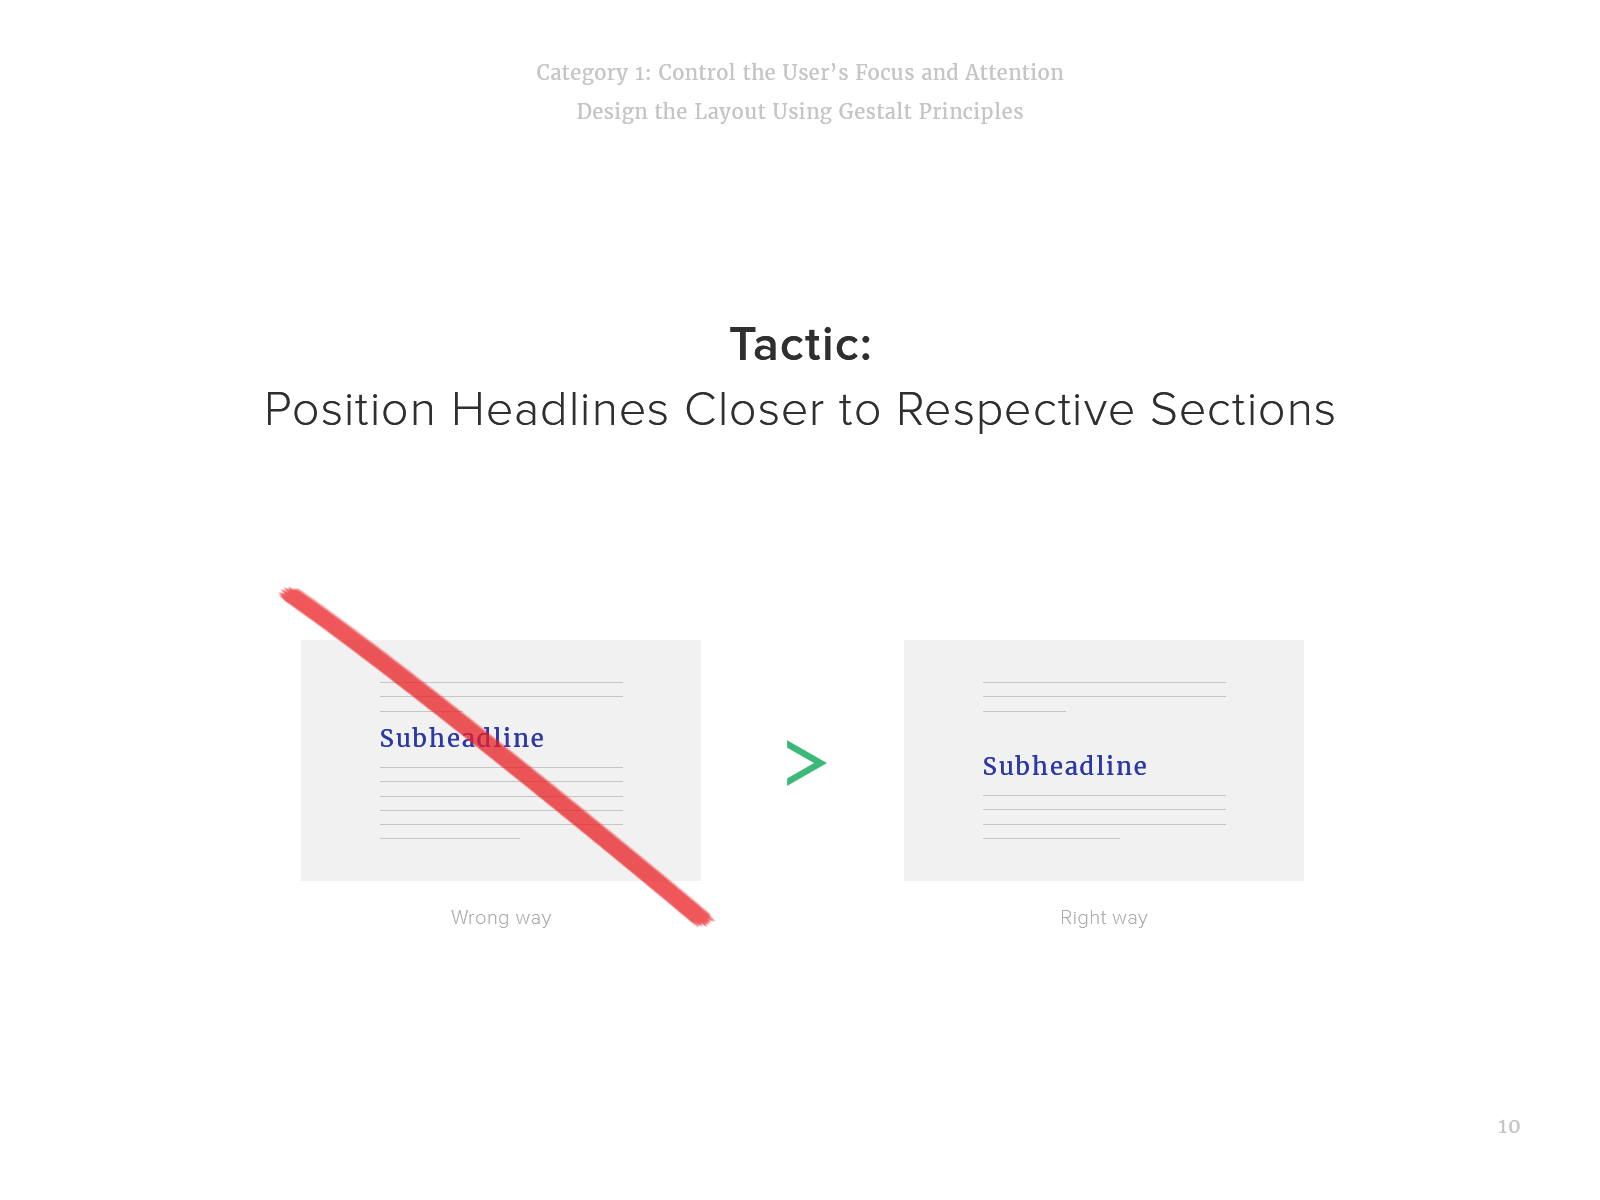 Category 1: Control the User’s Focus and Attention
Design the Layout Using Gestalt Principles
Tactic:
Position Headlines Closer to Respective Sections
Subheadline
>
Subheadline
Wrong way
Right way
10